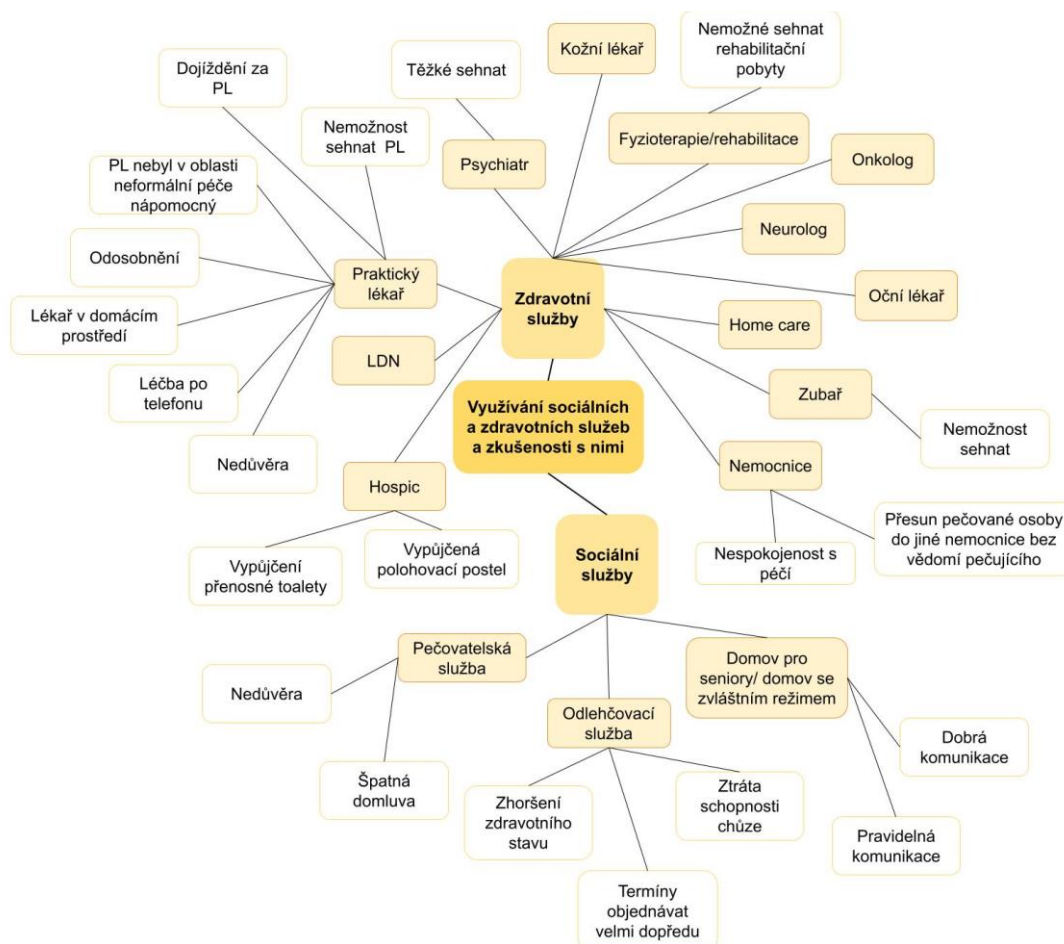 Kožní lékař
Nemožné sehnat
rehabilitační
pobyty
Těžké sehnat
Dojíždění za
PL
Nemožnost
sehnat PL
Fyzioterapie/rehabilitace
Psychiatr
Onkolog
PL nebyl v oblasti
neformální péče
nápomocný
Neurolog
Odosobnění
Praktický
lékař
Zdravotní
služby
Oční lékař
Lékař v domácím
prostředí
Home care
LDN
Léčba po
telefonu
Využívání sociálních
a zdravotních služeb
a zkušenosti s nimi
Zubař
Nemožnost
sehnat
Nedůvěra
Nemocnice
Hospic
Přesun pečované osoby
do jiné nemocnice bez
vědomí pečujícího
Vypůjčení
přenosné toalety
Vypůjčená
polohovací postel
Nespokojenost s
péčí
Sociální
služby
Pečovatelská
služba
Domov pro
seniory/ domov se
zvláštním režimem
Nedůvěra
Odlehčovací
služba
Dobrá
komunikace
Špatná
domluva
Zhoršení
zdravotního
stavu
Ztráta
schopnosti
chůze
Pravidelná
komunikace
Termíny
objednávat
velmi dopředu